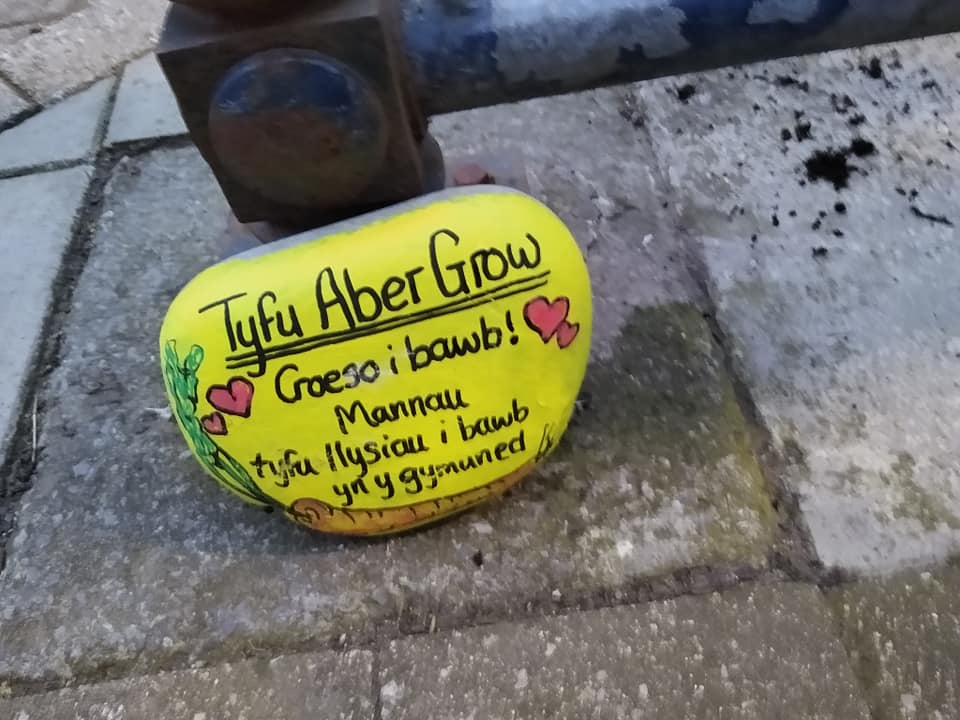 Tyfu Aber Grow
Croeso i bawb!
Mannau
tyfu llysiau i bawb
yn y gymuned